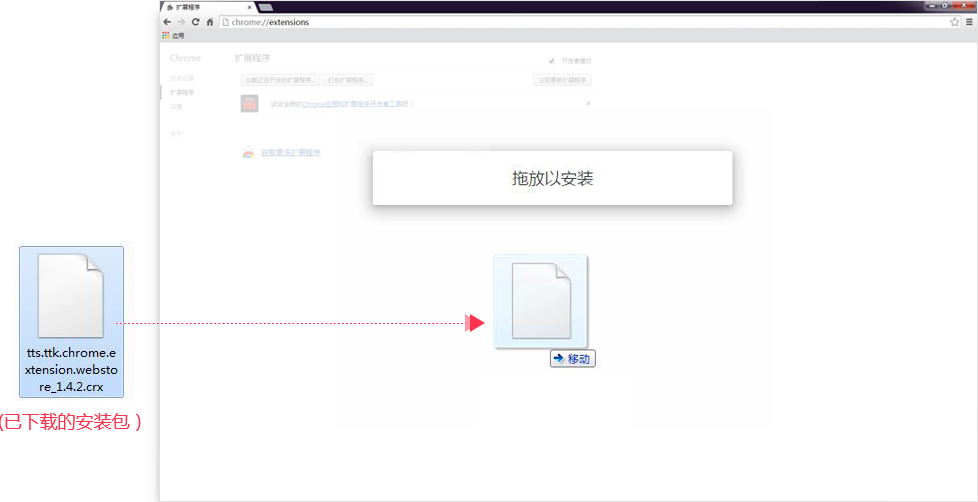 扩展程序
chrome://extensions
应用
Chrome
扩展程序
开发者模式
历史记录
加载正在开发的扩展程序...
打包扩展程序...
立即更新扩展程序
扩展程序
设置
试试全新的Chrome应用和扩展程序开发者工具吧！
关于
获取更多扩展程序
拖放以安装
tts.ttk.chrome.e
xtension.websto
re_1.4.2.crx
移动
(已下载的安装包 )